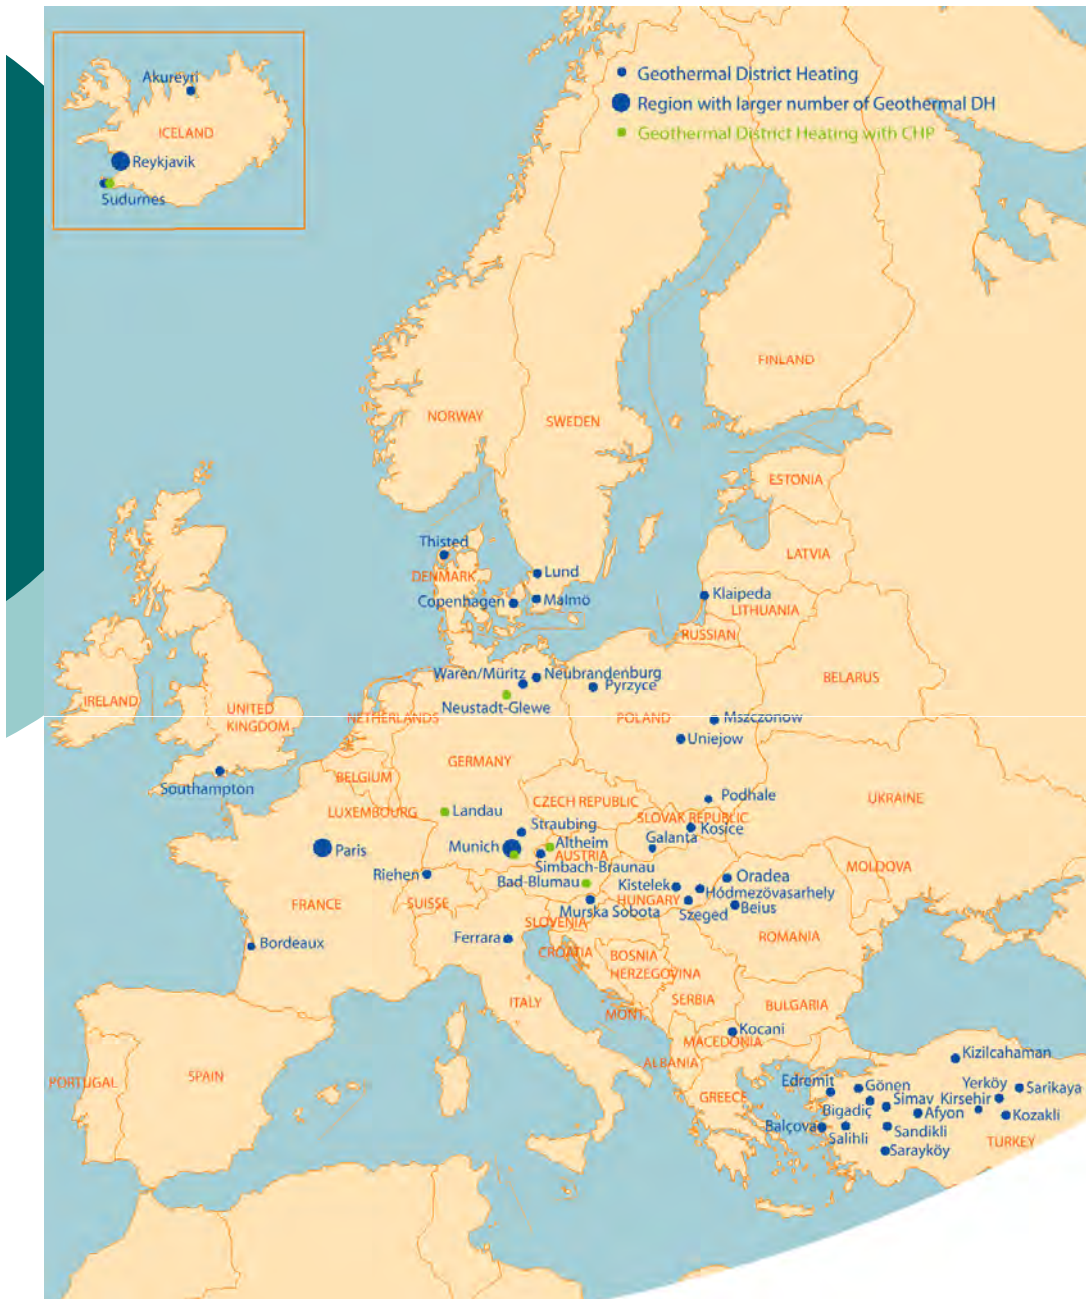 Akureyri
ICELAND
Reykjavik
Sudurnes
Geothermal District Heating
Region with larger number of Geothermal DH
Geothermal District Heating with CHP
FINLAND
NORWAY
SWEDEN
ESTONIA
LATVIA
Thisted
DENMARK
Lund
Copenhagen
Malmö
Klaipeda
LITHUANIA
RUSSIAN
BELARUS
Waren/Müritz
Neubrandenburg
Pyrzyce
Neustadt-Glewe
IRELAND
UNITED
KINGDOM
NETHERLANDS
POLAND
Mszczonow
Uniejow
GERMANY
BELGIUM
Southampton
LUXEMBOURG
Landau
CZECH REPUBLIC
Podhale
UKRAINE
SLOVAK REPUBLIC
Kosice
Galanta
Straubing
Altheim
Munich
AUSTRIA
Simbach-Braunau
Paris
Riehen
Bad-Blumau
MOLDOVA
Oradea
Kistelek
Hódmezövasarhely
HUNGARY
Beius
Szeged
FRANCE
SUISSE
Murska Sobota
SLOVENIA
ROMANIA
Bordeaux
Ferrara
CROATIA
BOSNIA
HERZEGOVINA
ITALY
SERBIA
BULGARIA
MONT.
Kocani
MACEDONIA
ALBANIA
PORTUGAL
SPAIN
GREECE
Kizilcahaman
Edremit
Gönen
Yerköy
Sarikaya
Simav
Kirsehir
Bigadiç
Afyon
Kozakli
Balçova
Salihli
Sandikli
TURKEY
Sarayköy